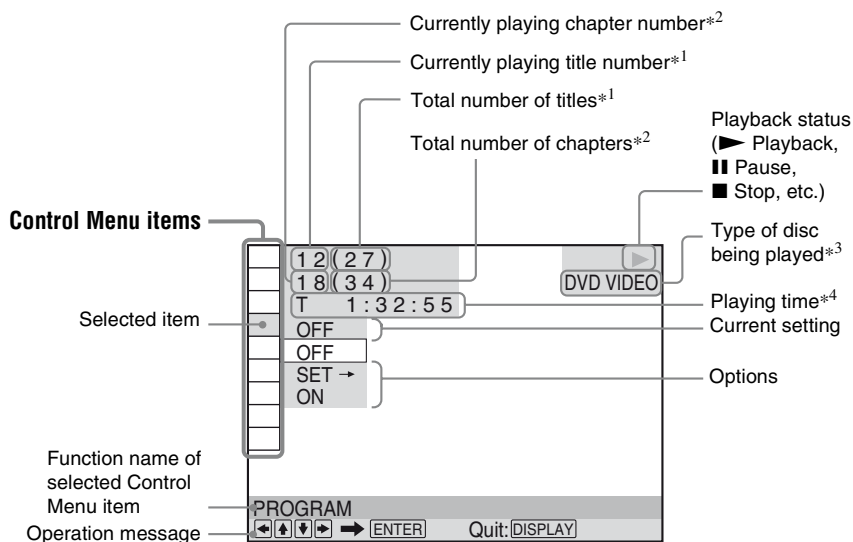 Currently playing chapter number*2
Currently playing title number*1
Total number of titles*1
Total number of chapters*2
Playback status
(► Playback,
❚❚ Pause,
■ Stop, etc.)
Control Menu items
Type of disc
being played*3
12(27)
18(34)
DVD VIDEO
T 1:32:55
Playing time*4
Selected item
OFF
Current setting
OFF
SET →
ON
Options
Function name of
selected Control
Menu item
PROGRAM
Operation message
ENTER Quit: DISPLAY